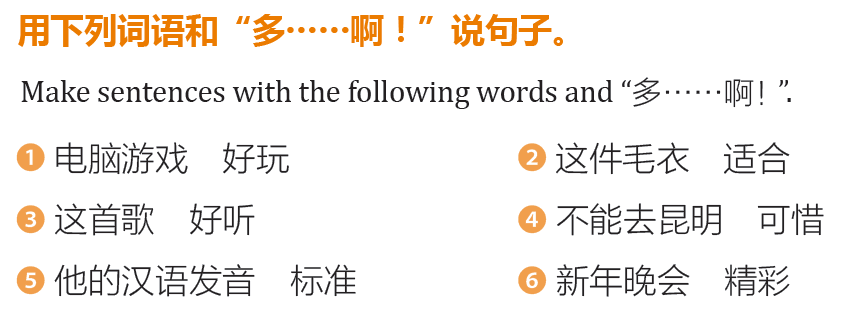 用下列词语和“多……啊！”说句子。
Make sentences with the following words and “多……啊！”.
1 电脑游戏 好玩 2 这件毛衣 适合
3 这首歌 好听 4 不能去昆明 可惜
5 他的汉语发音 标准 6 新年晚会 精彩